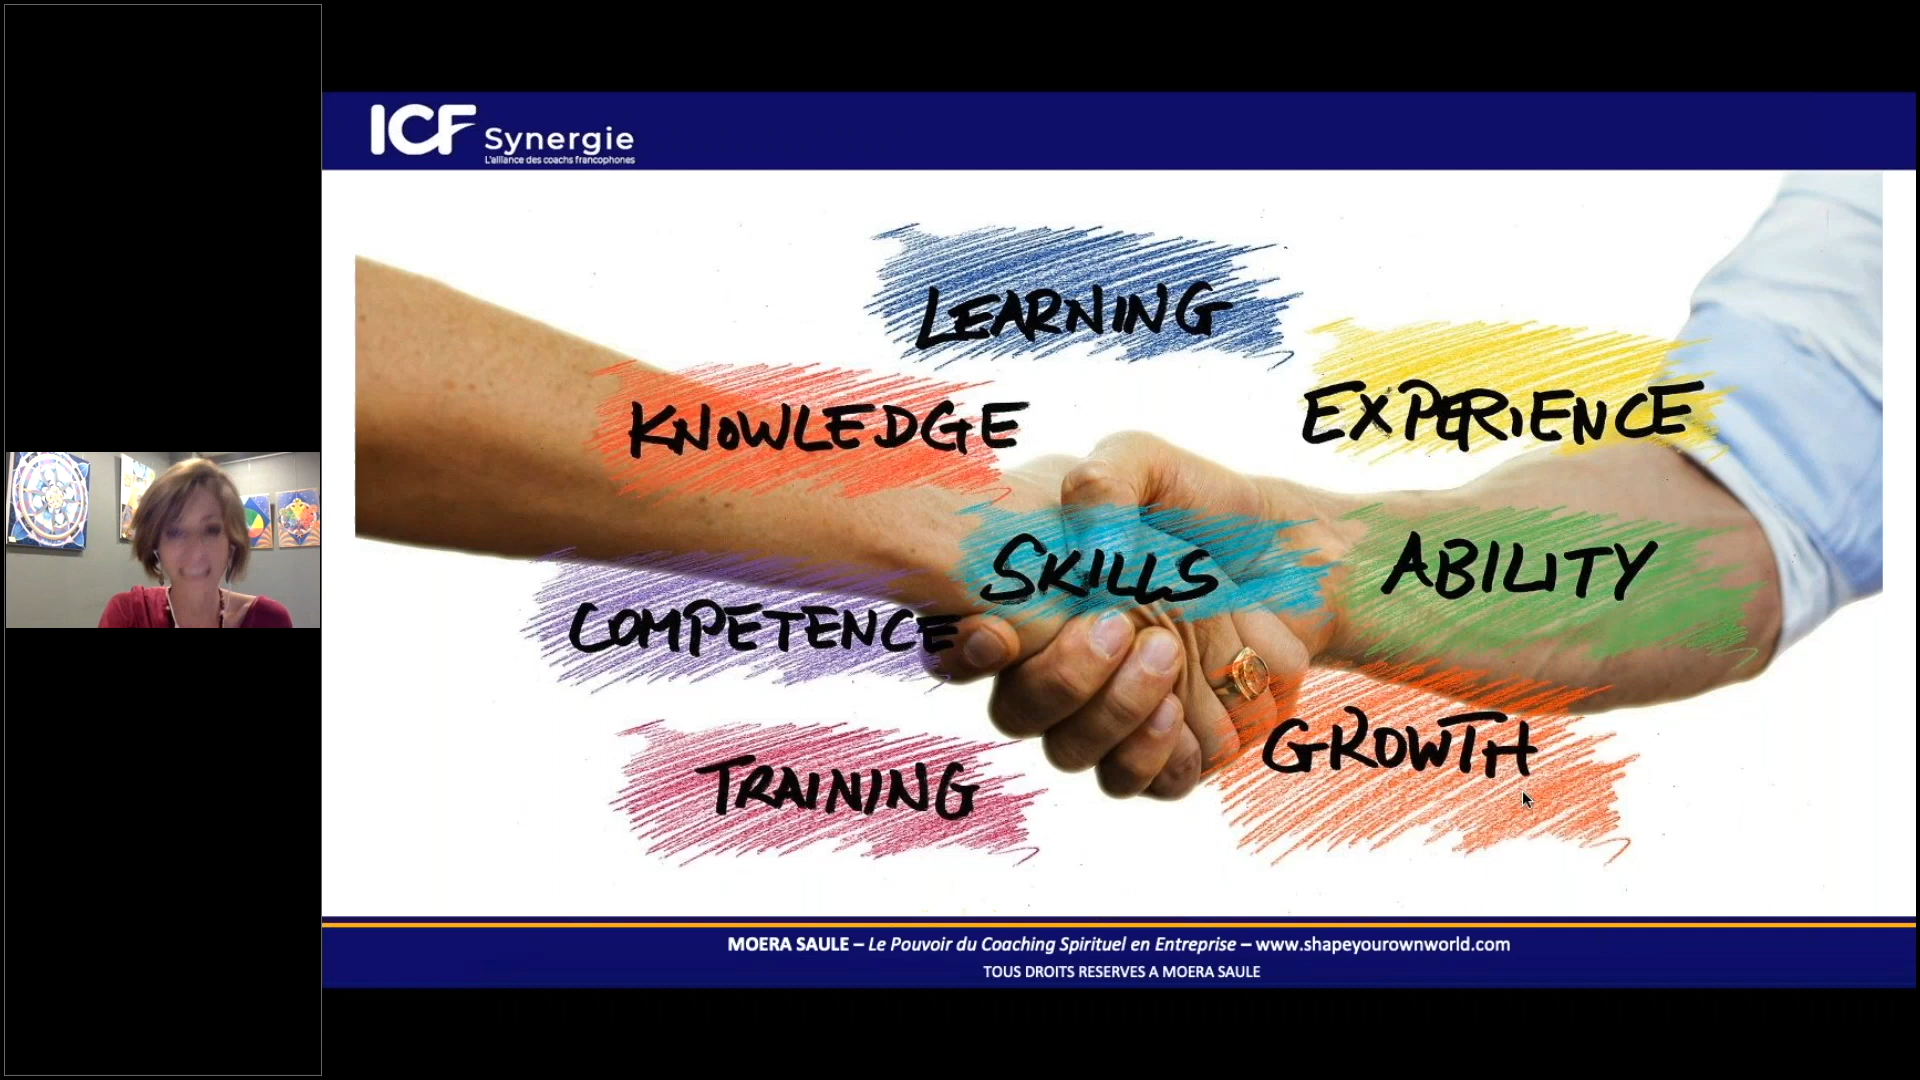 ICF Synergie
L'alliance des coachs francophones
LEARNING
KNOWLEDGE
EXPERIENCE
SKILLS
ABILITY
COMPETENCE
GROWTH
TRAINING
MOERA SAULE – Le Pouvoir du Coaching Spirituel en Entreprise – www.shapeyourownworld.com
TOUS DROITS RESERVES A MOERA SAULE